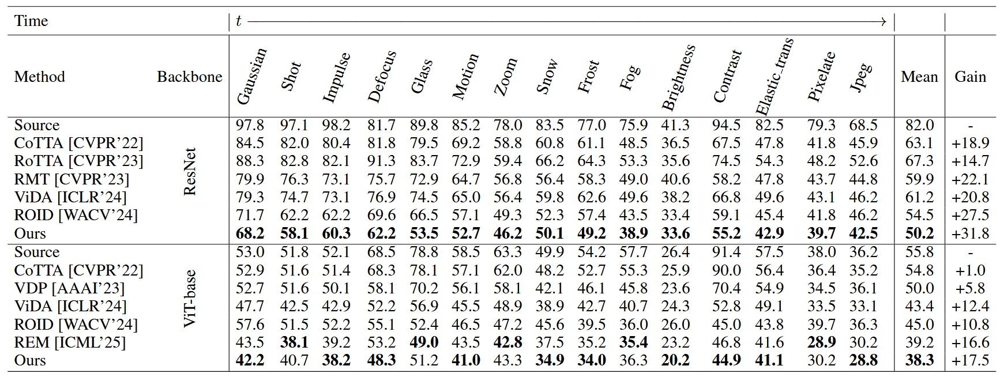 Time t
Method Backbone Gaussian Shot Impulse Defocus Glass Motion Zoom Snow Frost Fog Brightness Contrast Elastic_trans Pixelate Jpeg Mean Gain
Source 97.8 97.1 98.2 81.7 89.8 85.2 78.0 83.5 77.0 75.9 41.3 94.5 82.5 79.3 68.5 82.0 -
CoTTA [CVPR'22] 84.5 82.0 80.4 81.8 79.5 69.2 58.8 60.8 61.1 48.5 36.5 67.5 47.8 41.8 45.9 63.1 +18.9
RoTTA [CVPR'23] 88.3 82.8 82.1 91.3 83.7 72.9 59.4 66.2 64.3 53.3 35.6 74.5 54.3 48.2 52.6 67.3 +14.7
ResNet
RMT [CVPR'23] 79.9 76.3 73.1 75.7 72.9 64.7 56.8 56.4 58.3 49.0 40.6 58.2 47.8 43.7 44.8 59.9 +22.1
ViDA [ICLR'24] 79.3 74.7 73.1 76.9 74.5 65.0 56.4 59.8 62.6 49.6 38.2 66.8 49.6 43.1 46.2 61.2 +20.8
ROID [WACV'24] 71.7 62.2 62.2 69.6 66.5 57.1 49.3 52.3 57.4 43.5 33.4 59.1 45.4 41.8 46.2 54.5 +27.5
Ours 68.2 58.1 60.3 62.2 53.5 52.7 46.2 50.1 49.2 38.9 33.6 55.2 42.9 39.7 42.5 50.2 +31.8
Source 53.0 51.8 52.1 68.5 78.8 58.5 63.3 49.9 54.2 57.7 26.4 91.4 57.5 38.0 36.2 55.8 -
CoTTA [CVPR'22] 52.9 51.6 51.4 68.3 78.1 57.1 62.0 48.2 52.7 55.3 25.9 90.0 56.4 36.4 35.2 54.8 +1.0
VDP [AAAI'23] 52.7 51.6 50.1 58.1 70.2 56.1 58.1 42.1 46.1 45.8 23.6 70.4 54.9 34.5 36.1 50.0 +5.8
ViT-base
ViDA [ICLR'24] 47.7 42.5 42.9 52.2 56.9 45.5 48.9 38.9 42.7 40.7 24.3 52.8 49.1 33.5 33.1 43.4 +12.4
ROID [WACV'24] 57.6 51.5 52.2 55.1 52.4 46.5 47.2 45.6 39.5 36.0 26.0 45.0 43.8 39.7 36.3 45.0 +10.8
REM [ICML'25] 43.5 38.1 39.2 53.2 49.0 43.5 42.8 37.5 35.2 35.4 23.2 46.8 41.6 28.9 30.2 39.2 +16.6
Ours 42.2 40.7 38.2 48.3 51.2 41.0 43.3 34.9 34.0 36.3 20.2 44.9 41.1 30.2 28.8 38.3 +17.5